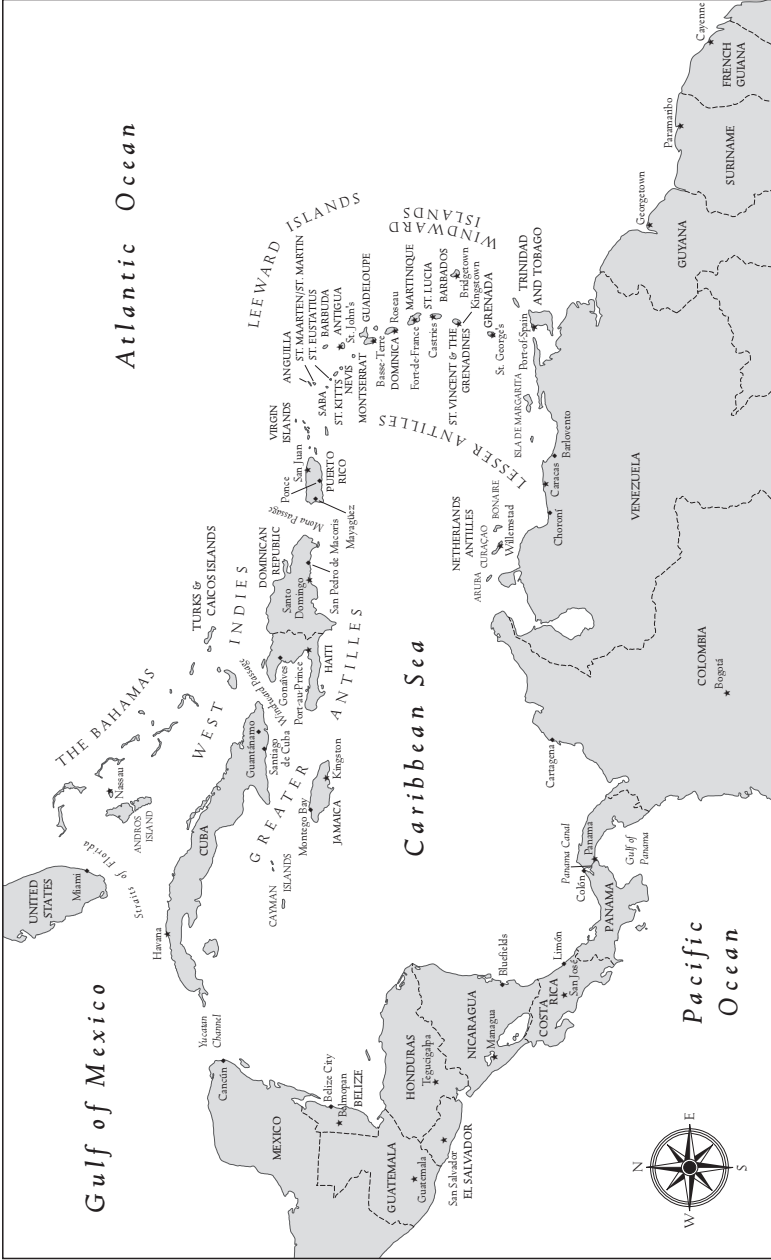 Gulf of Mexico
Atlantic Ocean
UNITED
STATES
Miami
Straits of Florida
THE BAHAMAS
Nassau
ANDROS
ISLAND
Havana
CUBA
Guantánamo
Santiago
de Cuba
Yucatan
Channel
Cancún
MEXICO
Belize City
Belmopan
BELIZE
GUATEMALA
Guatemala
San Salvador
EL SALVADOR
HONDURAS
Tegucigalpa
NICARAGUA
Managua
Bluefields
COSTA
RICA
San José
Limón
PANAMA
Colón
Panama Canal
Panama
Gulf of
Panama
Pacific
Ocean
N
E
S
W
CAYMAN
ISLANDS
GREATER
ANTILLES
Montego Bay
Kingston
JAMAICA
WEST
INDIES
TURKS &
CAICOS ISLANDS
Windward Passage
Gonaïves
Port-au-Prince
HAITI
DOMINICAN
REPUBLIC
Santo
Domingo
San Pedro de Macoris
Mona Passage
Ponce
San Juan
PUERTO
RICO
Mayagüez
VIRGIN
ISLANDS
LEEWARD ISLANDS
ANGUILLA
ST. MAARTEN/ST. MARTIN
ST. EUSTATIUS
BARBUDA
ANTIGUA
St. John's
SABA
ST. KITTS
NEVIS
MONTSERRAT
GUADELOUPE
Basse-Terre
DOMINICA
Roseau
Fort-de-France
MARTINIQUE
Castries
ST. LUCIA
BARBADOS
Bridgetown
Kingstown
ST. VINCENT & THE
GRENADINES
GRENADA
St. George's
WINDWARD
ISLANDS
LESSER ANTILLES
TRINIDAD
AND TOBAGO
Port-of-Spain
ISLA DE MARGARITA
Caribbean Sea
NETHERLANDS
ANTILLES
ARUBA
CURAÇAO
BONAIRE
Willemstad
Choroní
Caracas
Barlovento
VENEZUELA
Cartagena
COLOMBIA
Bogotá
Georgetown
GUYANA
Paramaribo
SURINAME
Cayenne
FRENCH
GUIANA